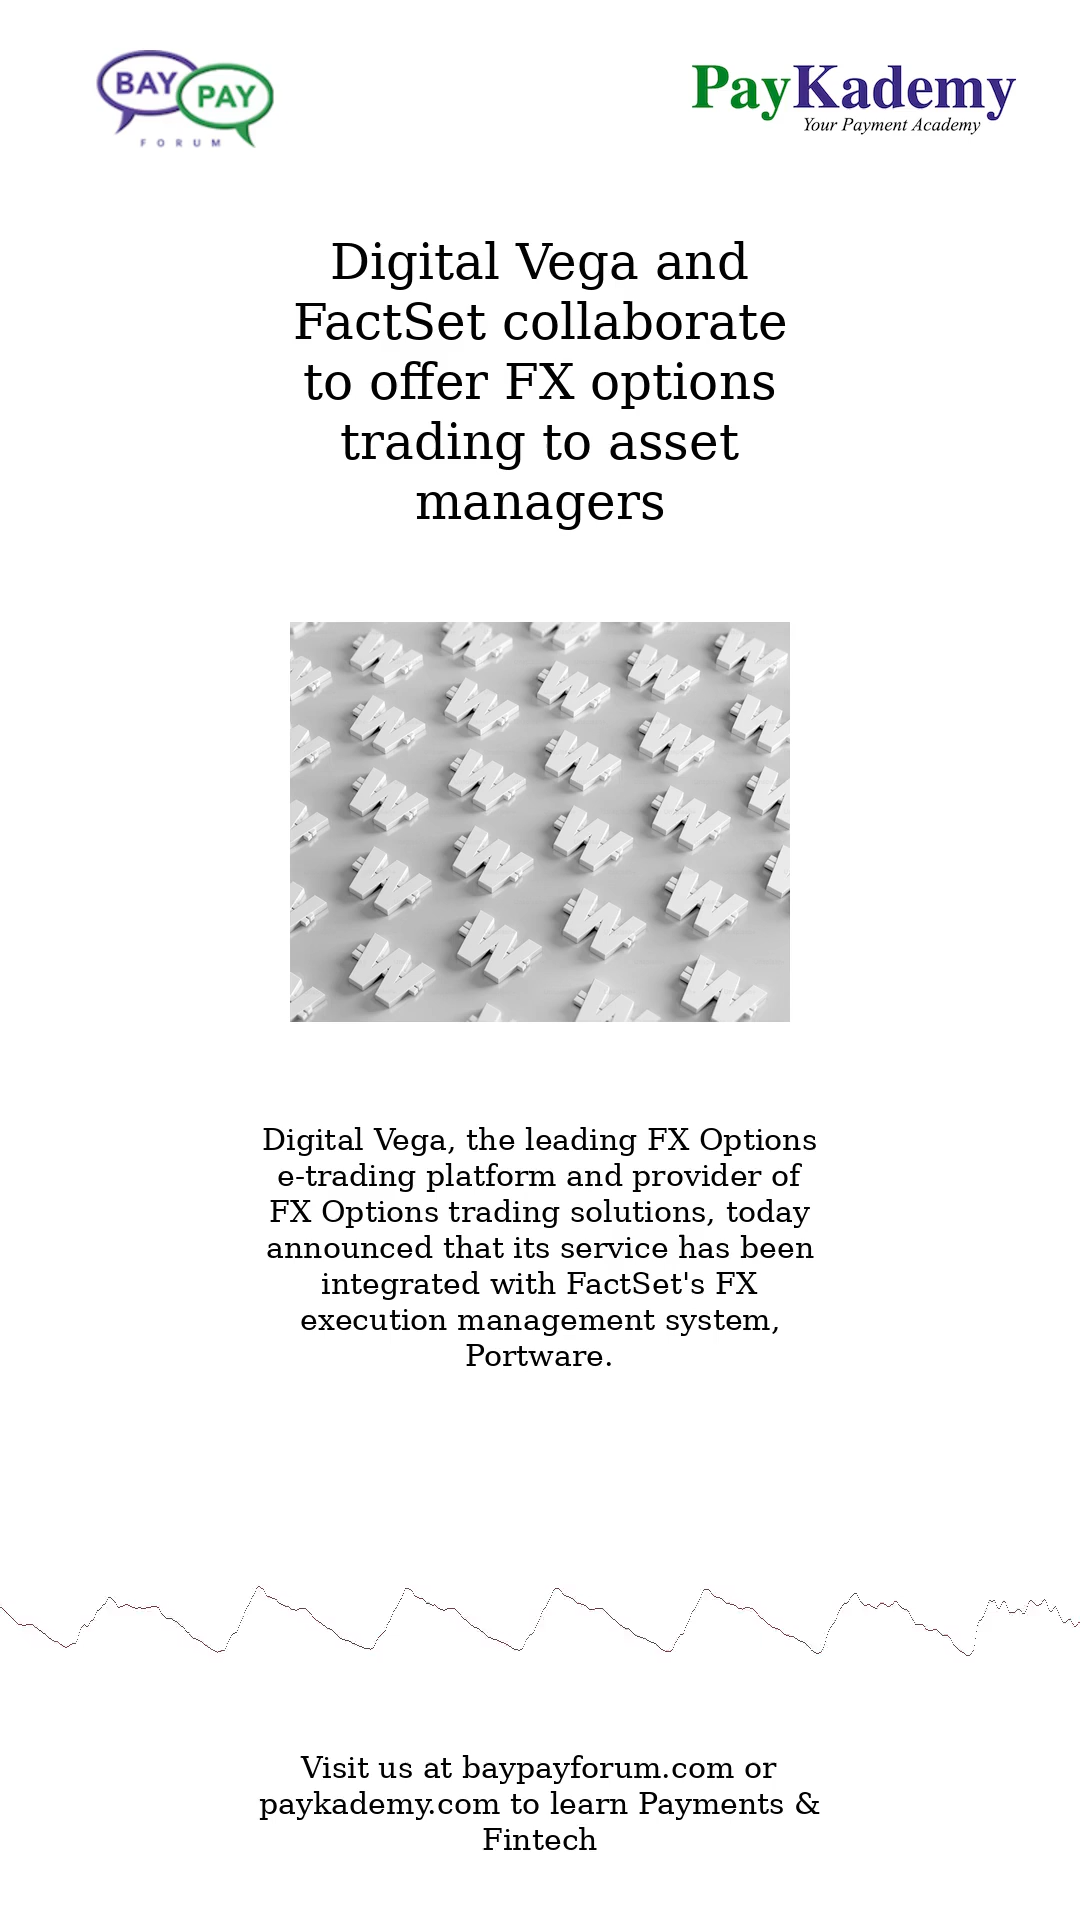 BAY PAY
FORUM
PayKademy
Your Payment Academy
Digital Vega and
FactSet collaborate
to offer FX options
trading to asset
managers
Digital Vega, the leading FX Options
e-trading platform and provider of
FX Options trading solutions, today
announced that its service has been
integrated with FactSet's FX
execution management system,
Portware.
Visit us at baypayforum.com or
paykademy.com to learn Payments &
Fintech